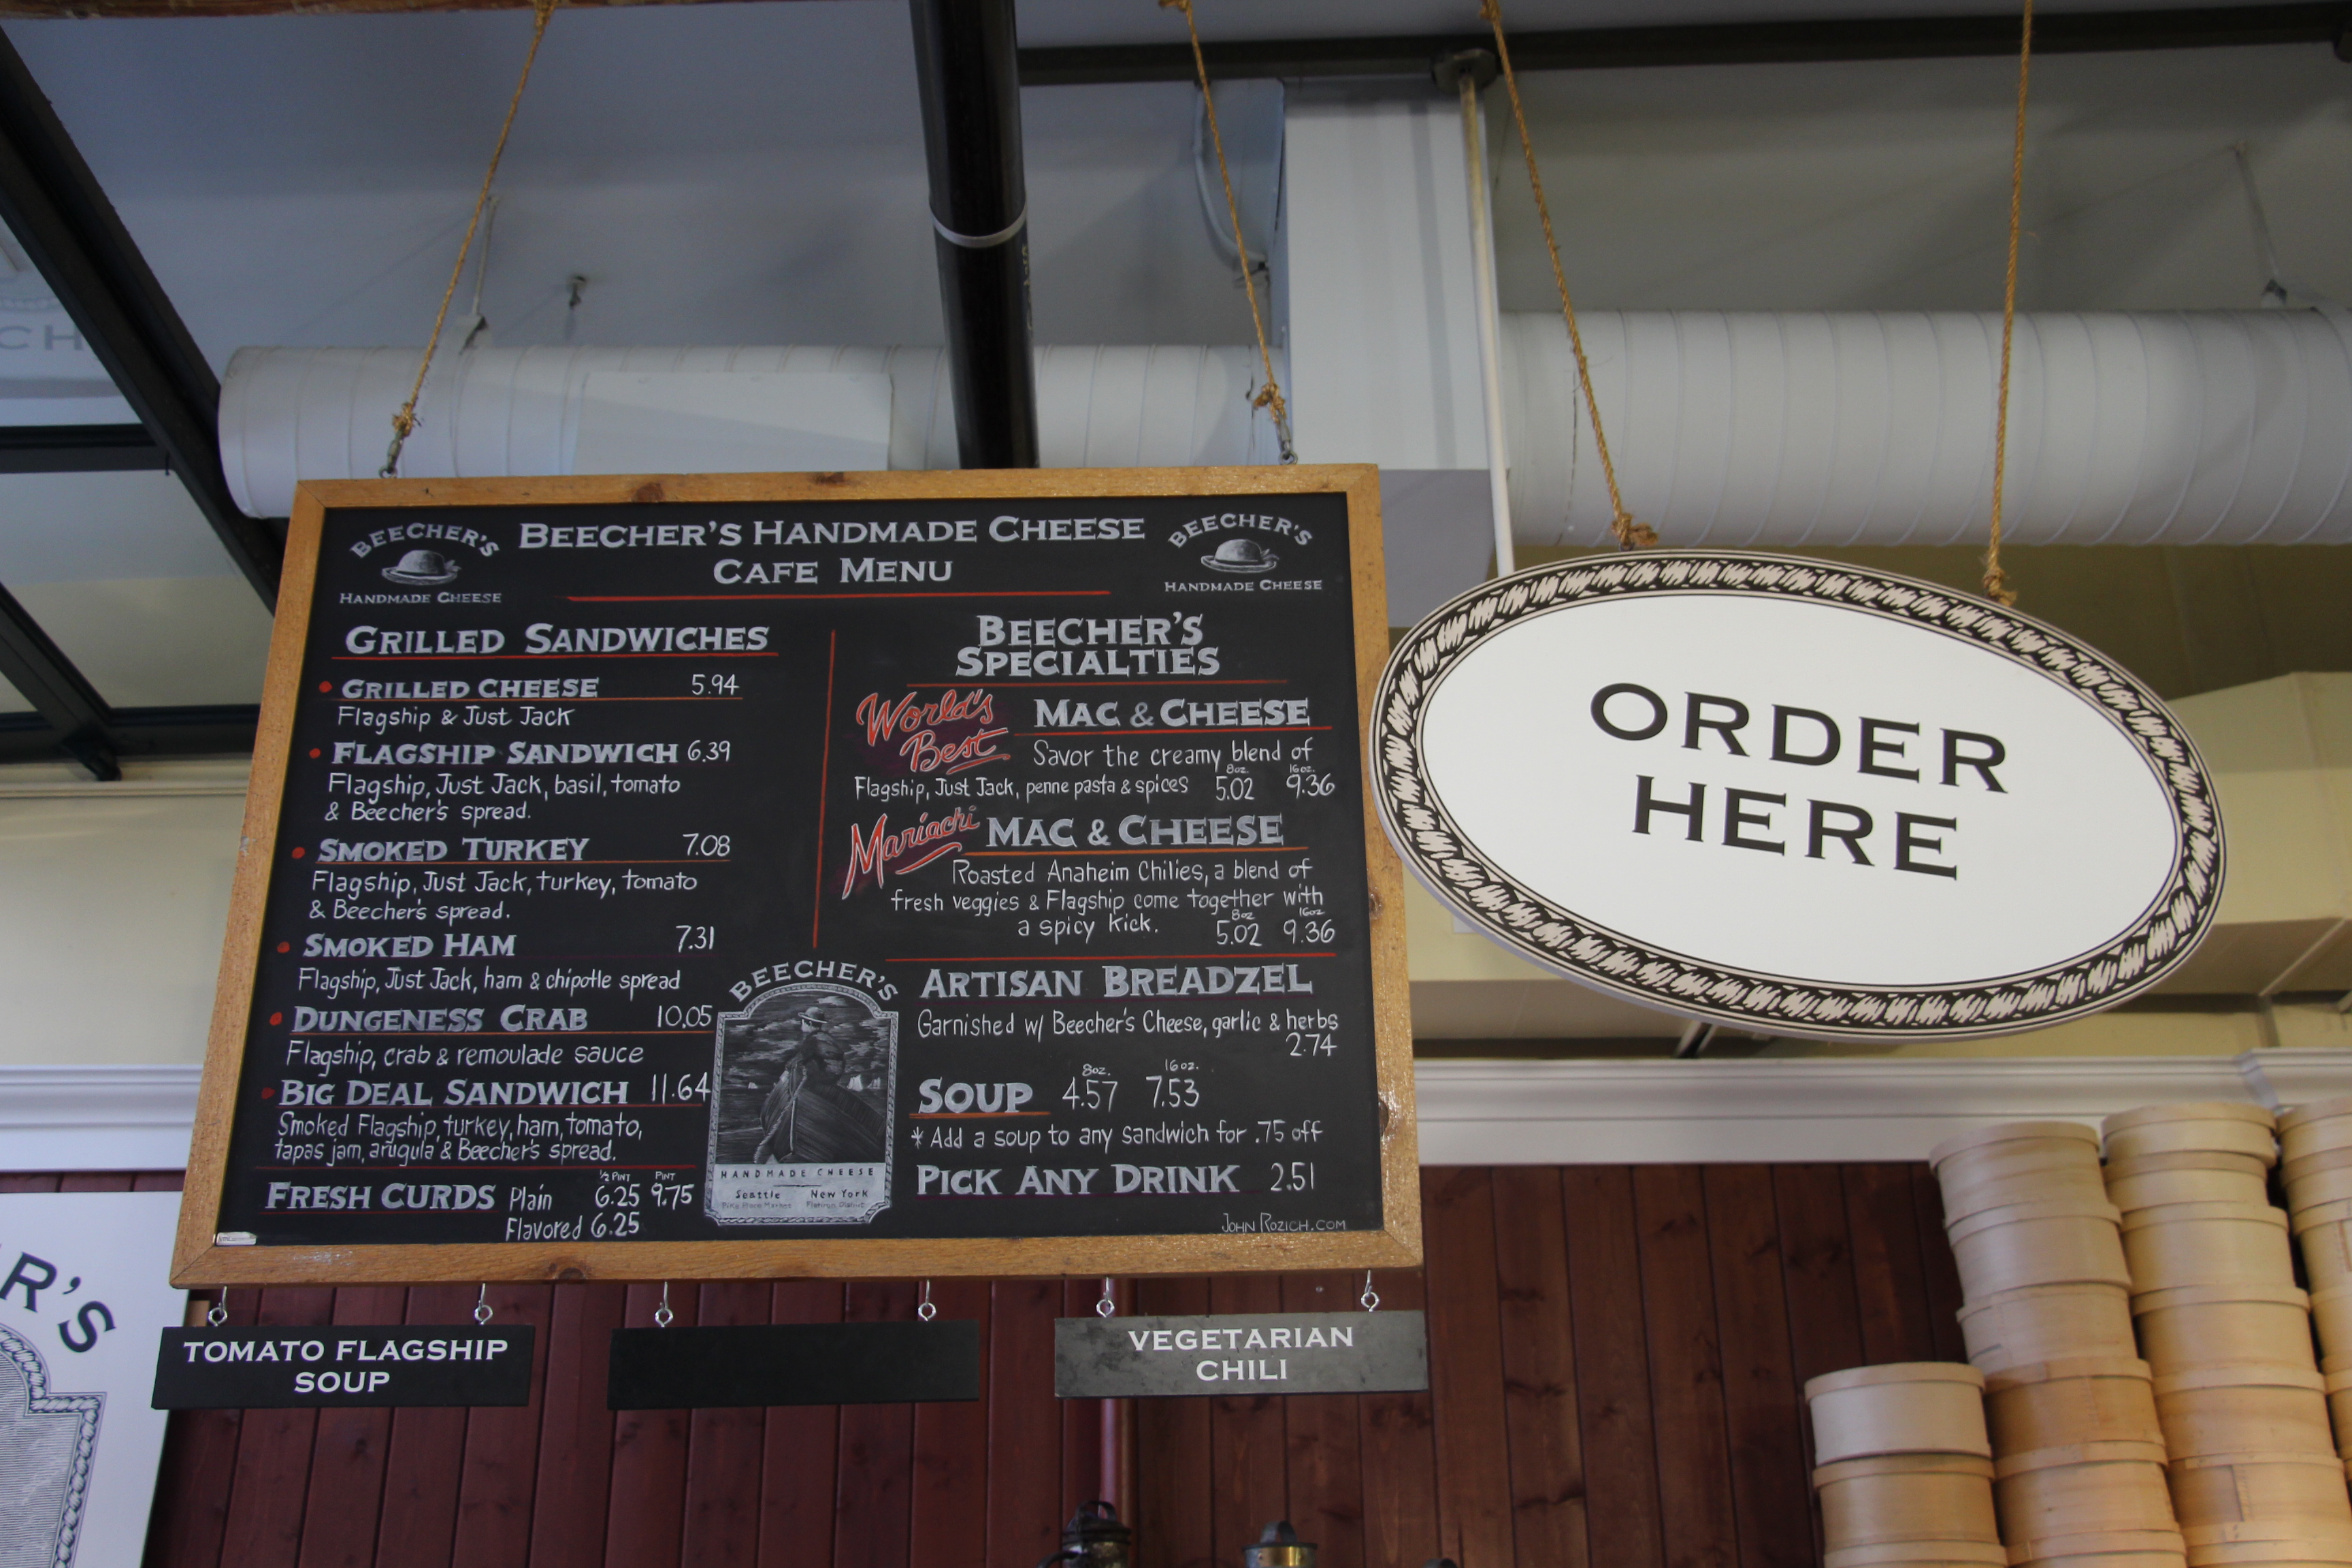 BEECHER'S
HANDMADE CHEESE
BEECHER'S HANDMADE CHEESE
CAFE MENU
BEECHER'S
HANDMADE CHEESE
GRILLED SANDWICHES
GRILLED CHEESE 5.94
Flagship & Just Jack
FLAGSHIP SANDWICH 6.39
Flagship, Just Jack, basil, tomato
& Beecher's spread.
SMOKED TURKEY 7.08
Flagship, Just Jack, turkey, tomato
& Beecher's spread.
SMOKED HAM 7.31
Flagship, Just Jack, ham & chipotle spread
DUNGENESS CRAB 10.05
Flagship, crab & remoulade sauce
BIG DEAL SANDWICH 11.64
Smoked Flagship, turkey, ham, tomato,
tapas jam, arugula & Beecher's spread.
½ PINT PINT
FRESH CURDS Plain 6.25 9.75
Flavored 6.25
BEECHER'S
SPECIALTIES
World's
Best
MAC & CHEESE
Savor the creamy blend of
8oz. 16oz.
Flagship, Just Jack, penne pasta & spices 5.02 9.36
Mariachi MAC & CHEESE
Roasted Anaheim Chilies, a blend of
fresh veggies & Flagship come together with
8oz 16oz
a spicy kick. 5.02 9.36
ARTISAN BREADZEL
Garnished w/ Beecher's Cheese, garlic & herbs
2.74
8oz. 16oz.
SOUP 4.57 7.53
* Add a soup to any sandwich for .75 off
PICK ANY DRINK 2.51
JOHN ROZICH.COM
BEECHER'S
HANDMADE CHEESE
Seattle New York
TOMATO FLAGSHIP
SOUP
VEGETARIAN
CHILI
ORDER
HERE
R'S
CH